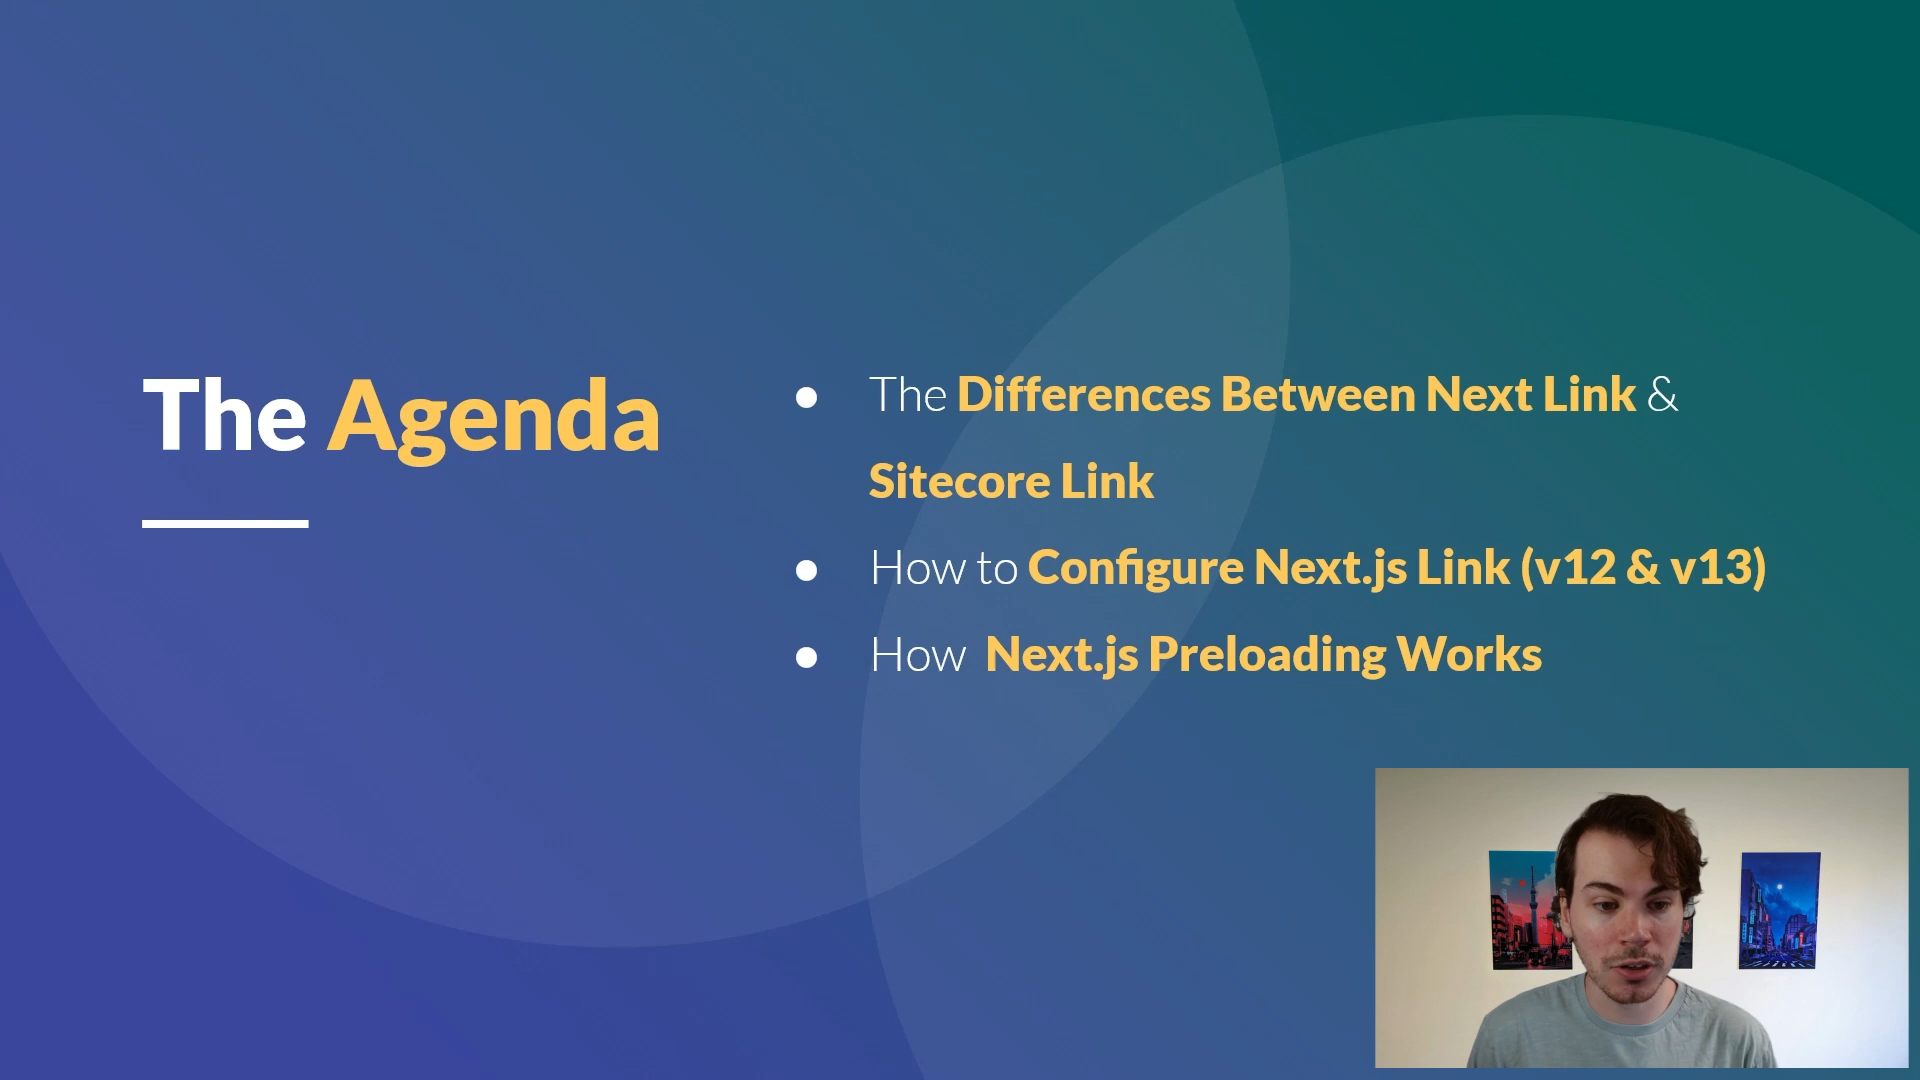 The Agenda
● The Differences Between Next Link &
Sitecore Link
● How to Configure Next.js Link (v12 & v13)
● How Next.js Preloading Works